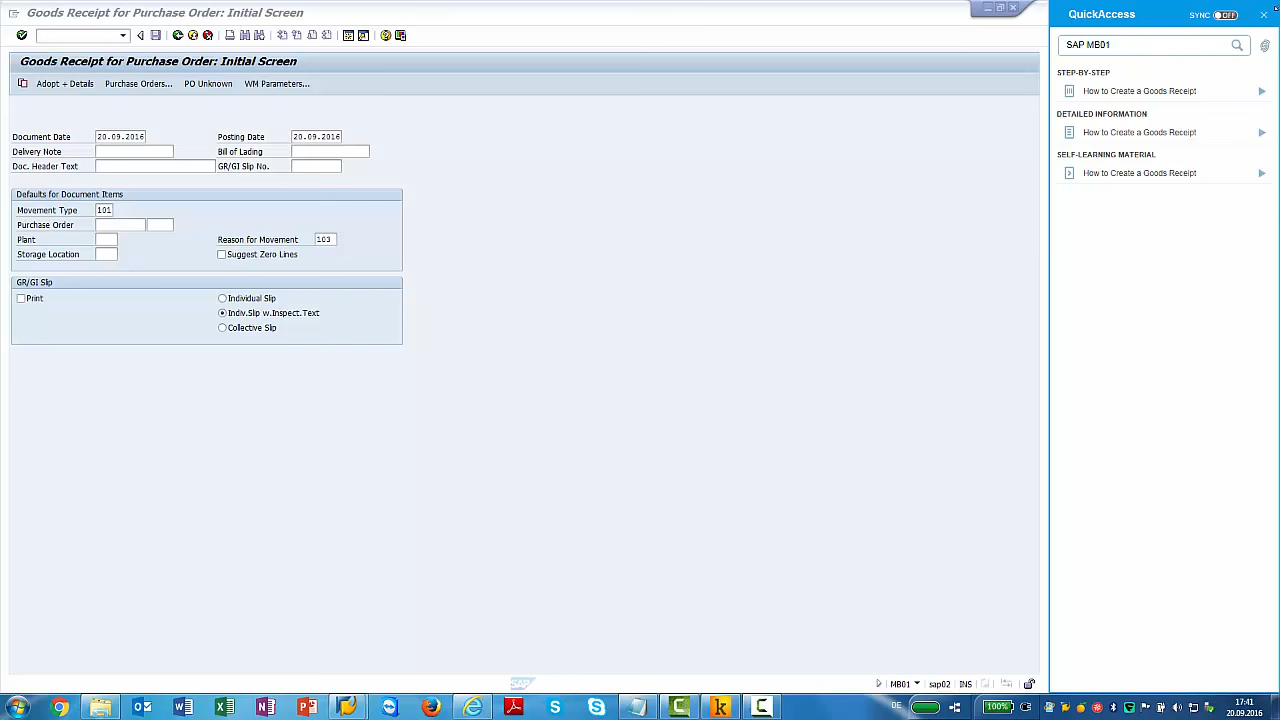 Goods Receipt for Purchase Order: Initial Screen
Goods Receipt for Purchase Order: Initial Screen
Adopt + Details Purchase Orders... PO Unknown WM Parameters...
Document Date 20.09.2016 Posting Date 20.09.2016
Delivery Note Bill of Lading
Doc. Header Text GR/GI Slip No.
Defaults for Document Items
Movement Type 101
Purchase Order
Plant Reason for Movement 103
Storage Location Suggest Zero Lines
GR/GI Slip
Print Individual Slip
Indiv.Slip w.Inspect.Text
Collective Slip
SAP
MB01 sap02 INS
QuickAccess SYNC OFF
SAP MB01
STEP-BY-STEP
How to Create a Goods Receipt
DETAILED INFORMATION
How to Create a Goods Receipt
SELF-LEARNING MATERIAL
How to Create a Goods Receipt
DE 100% 17:41
20.09.2016